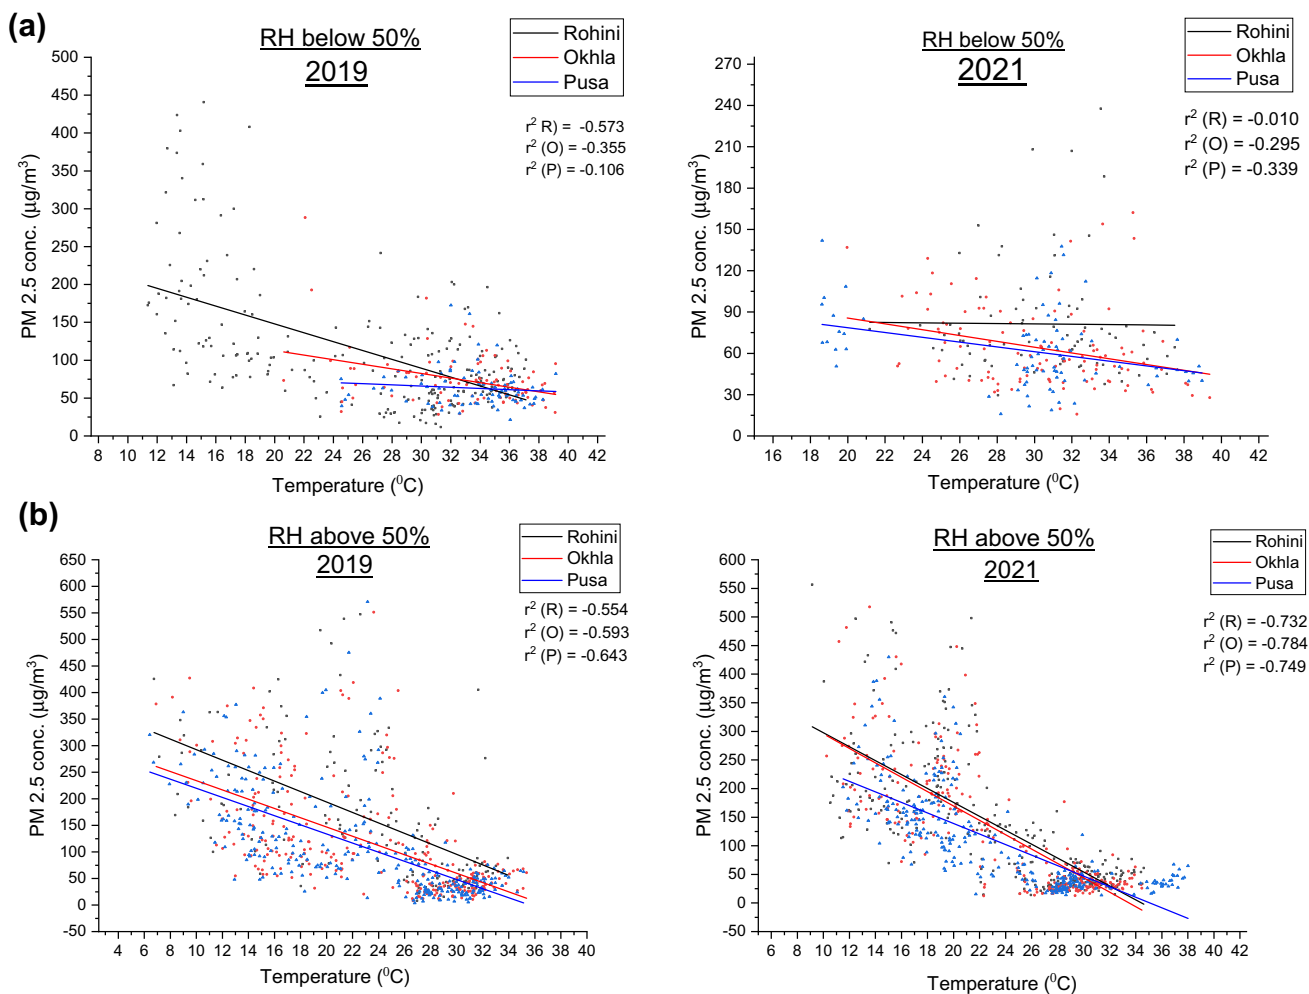 (a)
RH below 50%
2019
Rohini
Okhla
Pusa
r² R) = -0.573
r² (O) = -0.355
r² (P) = -0.106
500
450
400
350
300
250
200
150
100
50
0
PM 2.5 conc. (µg/m³)
8 10 12 14 16 18 20 22 24 26 28 30 32 34 36 38 40 42
Temperature (⁰C)
RH below 50%
2021
Rohini
Okhla
Pusa
r² (R) = -0.010
r² (O) = -0.295
r² (P) = -0.339
270
240
210
180
150
120
90
60
30
0
PM 2.5 conc. (µg/m³)
16 18 20 22 24 26 28 30 32 34 36 38 40 42
Temperature (⁰C)
(b)
RH above 50%
2019
Rohini
Okhla
Pusa
r² (R) = -0.554
r² (O) = -0.593
r² (P) = -0.643
650
600
550
500
450
400
350
300
250
200
150
100
50
0
-50
PM 2.5 conc. (µg/m³)
4 6 8 10 12 14 16 18 20 22 24 26 28 30 32 34 36 38 40
Temperature (⁰C)
RH above 50%
2021
Rohini
Okhla
Pusa
r² (R) = -0.732
r² (O) = -0.784
r² (P) = -0.749
600
550
500
450
400
350
300
250
200
150
100
50
0
-50
PM 2.5 conc. (µg/m³)
6 8 10 12 14 16 18 20 22 24 26 28 30 32 34 36 38 40 42
Temperature (⁰C)